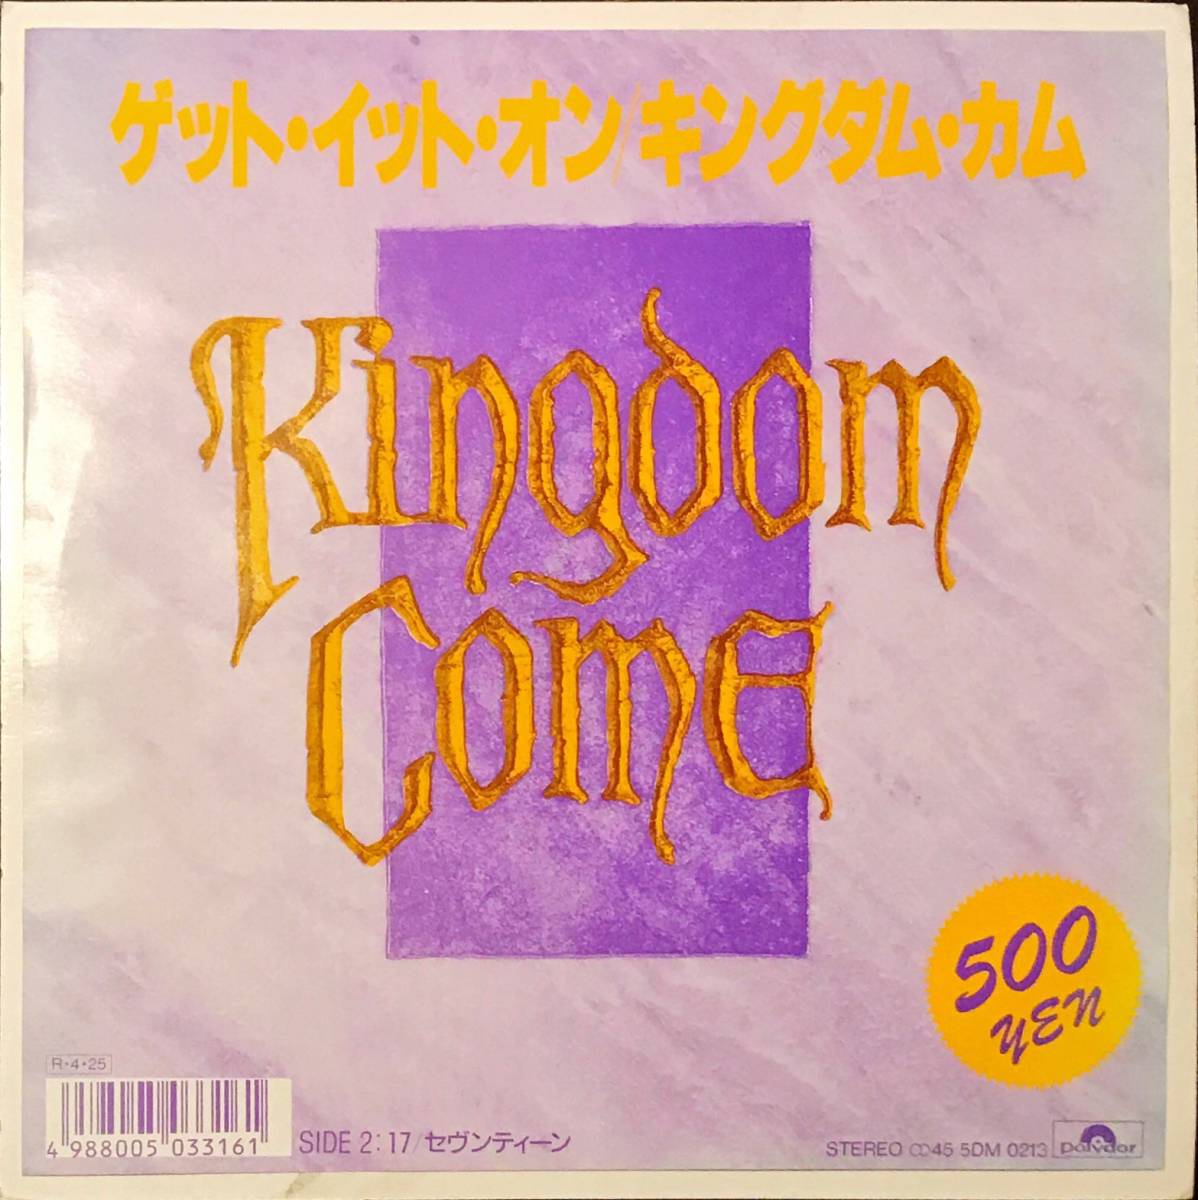 ゲット・イット・オン/キングダム・カム
Kingdom
Come
500
YEN
R・4・25
4 988005 033161
SIDE 2: 17/セヴンティーン
STEREO ∞45 5DM 0213 polydor